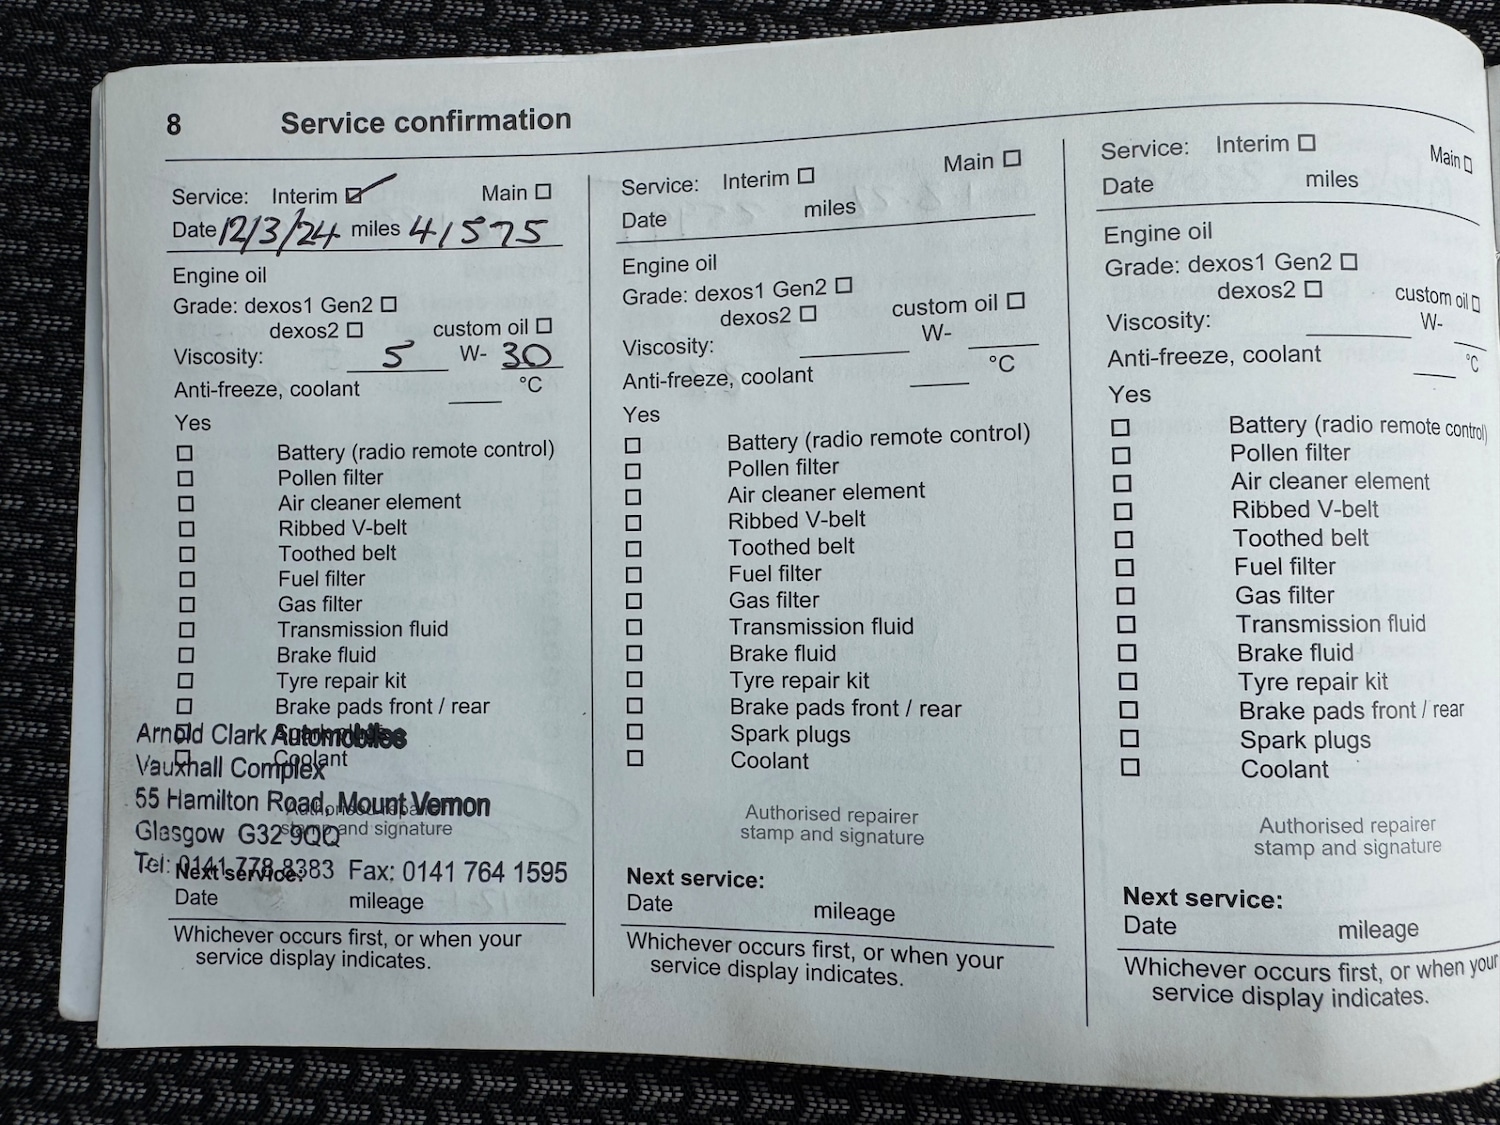 8 Service confirmation
Service: Interim Main
Date 12/3/24 miles 41575
Engine oil
Grade: dexos1 Gen2
dexos2 custom oil
Viscosity: 5 W- 30
Anti-freeze, coolant °C
Yes
Battery (radio remote control)
Pollen filter
Air cleaner element
Ribbed V-belt
Toothed belt
Fuel filter
Gas filter
Transmission fluid
Brake fluid
Tyre repair kit
Brake pads front / rear
Spark plugs
Coolant
Arnold Clark Automobiles
Vauxhall Complex
55 Hamilton Road, Mount Vernon
Glasgow G32 9QQ
Tel: 0141 778 8383 Fax: 0141 764 1595
Authorised repairer
stamp and signature
Next service:
Date mileage
Whichever occurs first, or when your
service display indicates.
Service: Interim Main
Date miles
Engine oil
Grade: dexos1 Gen2
dexos2 custom oil
Viscosity: W-
Anti-freeze, coolant °C
Yes
Battery (radio remote control)
Pollen filter
Air cleaner element
Ribbed V-belt
Toothed belt
Fuel filter
Gas filter
Transmission fluid
Brake fluid
Tyre repair kit
Brake pads front / rear
Spark plugs
Coolant
Authorised repairer
stamp and signature
Next service:
Date mileage
Whichever occurs first, or when your
service display indicates.
Service: Interim Main
Date miles
Engine oil
Grade: dexos1 Gen2
dexos2 custom oil
Viscosity: W-
Anti-freeze, coolant °C
Yes
Battery (radio remote control)
Pollen filter
Air cleaner element
Ribbed V-belt
Toothed belt
Fuel filter
Gas filter
Transmission fluid
Brake fluid
Tyre repair kit
Brake pads front / rear
Spark plugs
Coolant
Authorised repairer
stamp and signature
Next service:
Date mileage
Whichever occurs first, or when your
service display indicates.